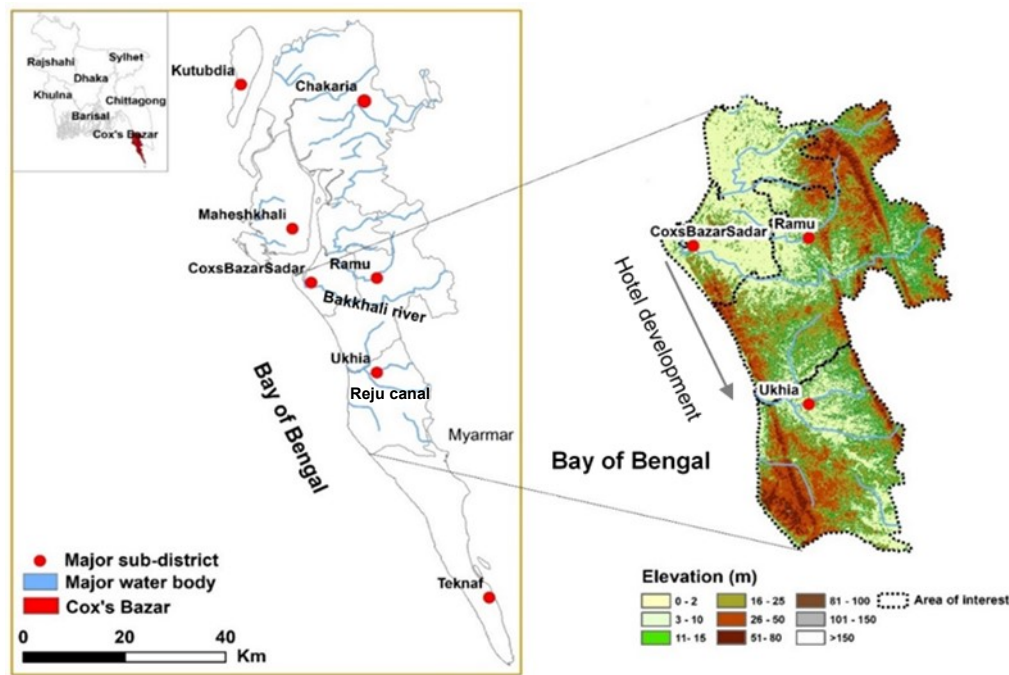 Rajshahi
Sylhet
Dhaka
Khulna
Chittagong
Barisal
Cox's Bazar
Kutubdia
Chakaria
Maheshkhali
CoxsBazarSadar
Ramu
Bakkhali river
Ukhia
Reju canal
Bay of Bengal
Myarmar
Teknaf
Major sub-district
Major water body
Cox's Bazar
0 20 40
Km
CoxsBazarSadar
Ramu
Hotel development
Ukhia
Bay of Bengal
Elevation (m)
0 - 2
3 - 10
11- 15
16 - 25
26 - 50
51- 80
81 - 100
101 - 150
>150
Area of interest